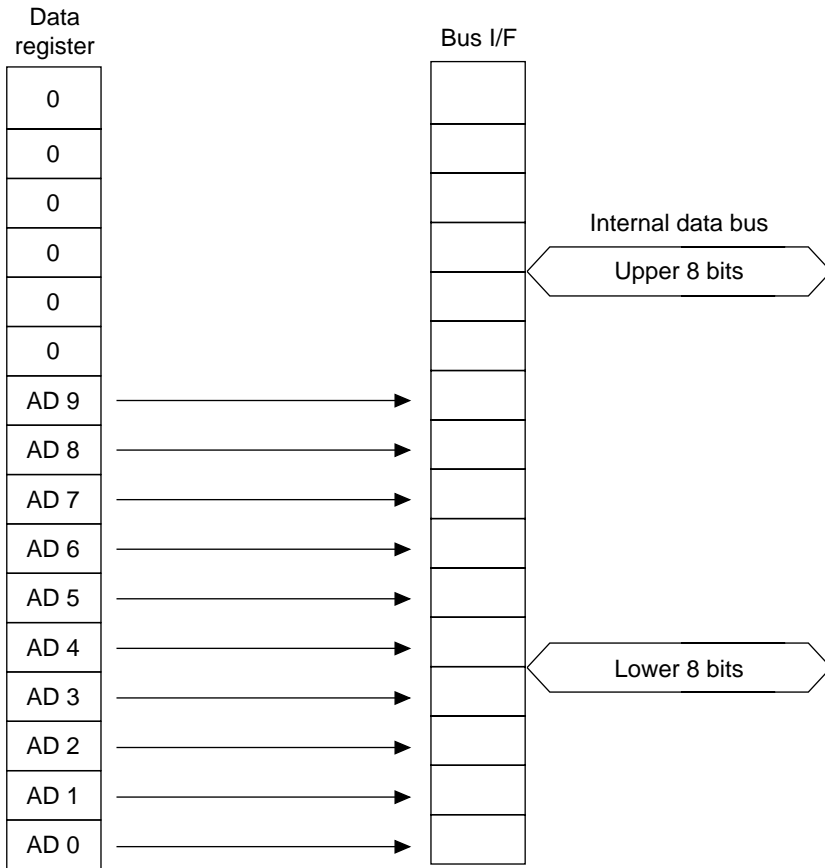 Data
register
Bus I/F
0
0
0
0
0
0
AD 9
AD 8
AD 7
AD 6
AD 5
AD 4
AD 3
AD 2
AD 1
AD 0
Internal data bus
Upper 8 bits
Lower 8 bits